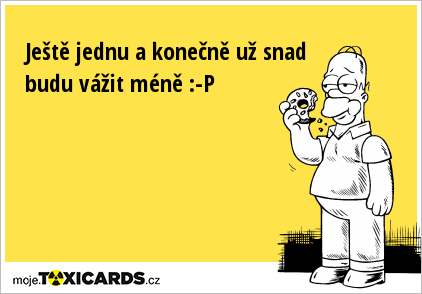 Ještě jednu a konečně už snad
budu vážit méně :-P
moje.TOXICARDS.cz